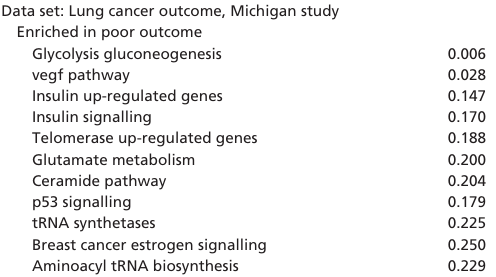 Data set: Lung cancer outcome, Michigan study
Enriched in poor outcome
Glycolysis gluconeogenesis 0.006
vegf pathway 0.028
Insulin up-regulated genes 0.147
Insulin signalling 0.170
Telomerase up-regulated genes 0.188
Glutamate metabolism 0.200
Ceramide pathway 0.204
p53 signalling 0.179
tRNA synthetases 0.225
Breast cancer estrogen signalling 0.250
Aminoacyl tRNA biosynthesis 0.229